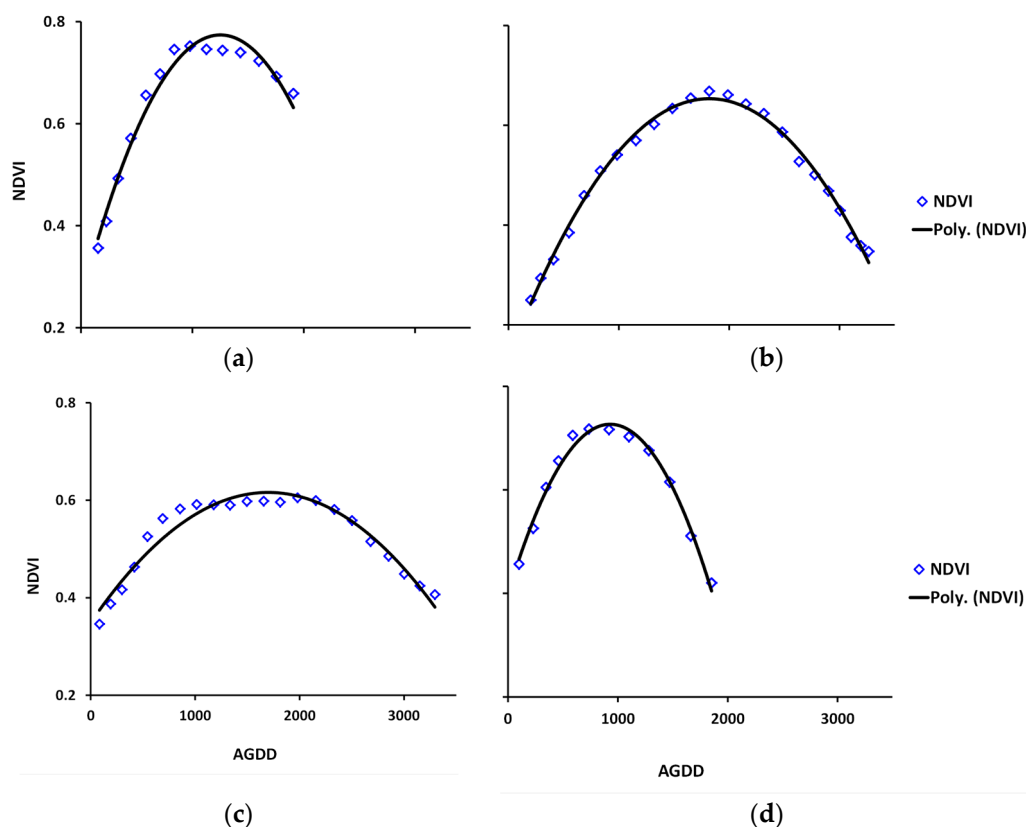 0.8
0.6
0.4
0.2
NDVI
(a)
(b)
NDVI
Poly. (NDVI)
0.8
0.6
0.4
0.2
NDVI
0 1000 2000 3000
AGDD
(c)
0 1000 2000 3000
AGDD
(d)
NDVI
Poly. (NDVI)